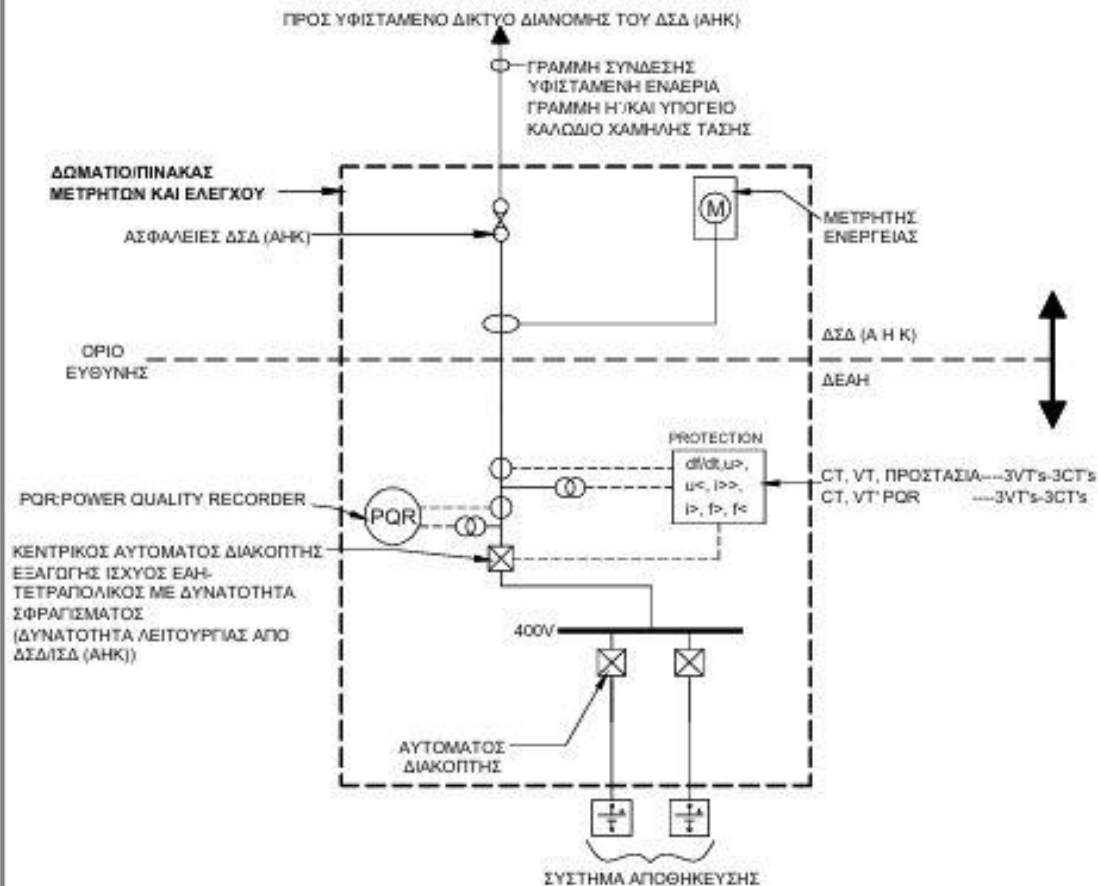 ΠΡΟΣ ΥΦΙΣΤΑΜΕΝΟ ΔΙΚΤΥΟ ΔΙΑΝΟΜΗΣ ΤΟΥ ΔΣΔ (ΑΗΚ)
ΓΡΑΜΜΗ ΣΥΝΔΕΣΗΣ
ΥΦΙΣΤΑΜΕΝΗ ΕΝΑΕΡΙΑ
ΓΡΑΜΜΗ Η΄/ΚΑΙ ΥΠΟΓΕΙΟ
ΚΑΛΩΔΙΟ ΧΑΜΗΛΗΣ ΤΑΣΗΣ
ΔΩΜΑΤΙΟ/ΠΙΝΑΚΑΣ
ΜΕΤΡΗΤΩΝ ΚΑΙ ΕΛΕΓΧΟΥ
M
ΜΕΤΡΗΤΗΣ
ΕΝΕΡΓΕΙΑΣ
ΑΣΦΑΛΕΙΕΣ ΔΣΔ (ΑΗΚ)
ΔΣΔ (Α Η Κ)
ΟΡΙΟ
ΕΥΘΥΝΗΣ
ΔΕΑΗ
PROTECTION
df/dt,u>,
u<, i>>,
i>, f>, f<
CT, VT, ΠΡΟΣΤΑΣΙΑ----3VT's-3CT's
CT, VT' PQR ----3VT's-3CT's
PQR:POWER QUALITY RECORDER
PQR
ΚΕΝΤΡΙΚΟΣ ΑΥΤΟΜΑΤΟΣ ΔΙΑΚΟΠΤΗΣ
ΕΞΑΓΩΓΗΣ ΙΣΧΥΟΣ ΕΑΗ-
ΤΕΤΡΑΠΟΛΙΚΟΣ ΜΕ ΔΥΝΑΤΟΤΗΤΑ
ΣΦΡΑΓΙΣΜΑΤΟΣ
(ΔΥΝΑΤΟΤΗΤΑ ΛΕΙΤΟΥΡΓΙΑΣ ΑΠΟ
ΔΣΔ/ΙΣΔ (ΑΗΚ))
400V
ΑΥΤΟΜΑΤΟΣ
ΔΙΑΚΟΠΤΗΣ
ΣΥΣΤΗΜΑ ΑΠΟΘΗΚΕΥΣΗΣ